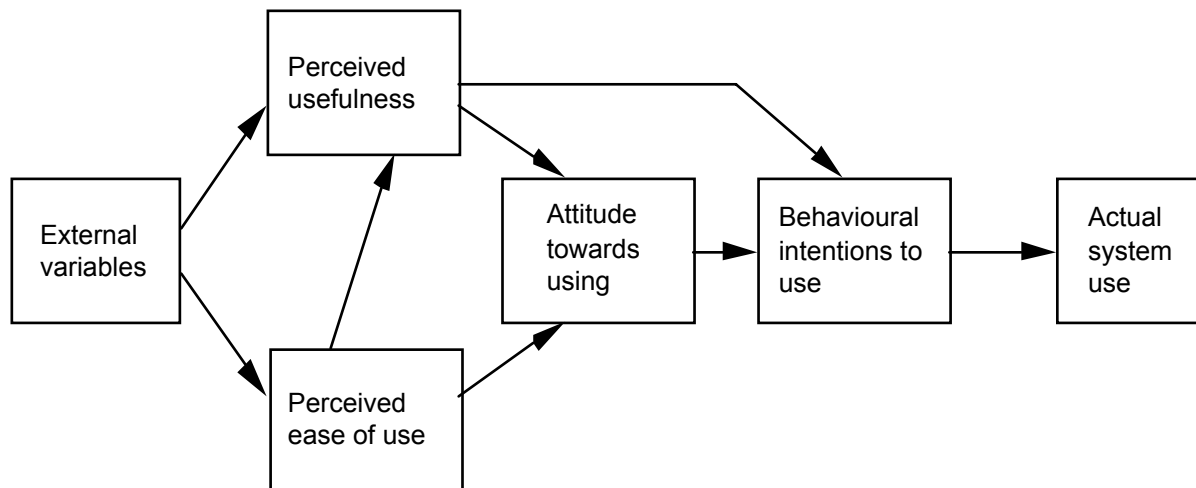 Perceived
usefulness
External
variables
Attitude
towards
using
Behavioural
intentions to
use
Actual
system
use
Perceived
ease of use